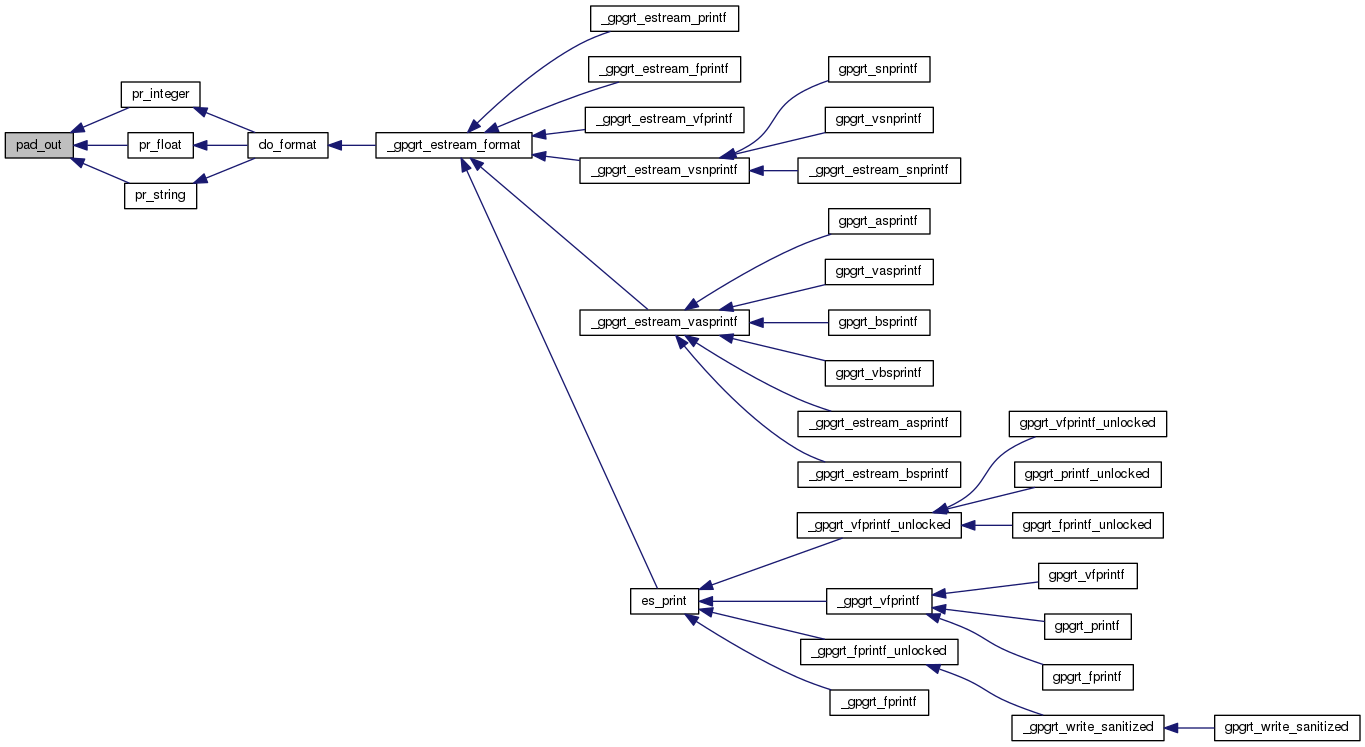 _gpgrt_estream_printf
_gpgrt_estream_fprintf
gpgrt_snprintf
pr_integer
gpgrt_vsnprintf
_gpgrt_estream_vfprintf
pad_out
pr_float
do_format
_gpgrt_estream_format
_gpgrt_estream_vsnprintf
_gpgrt_estream_snprintf
pr_string
gpgrt_asprintf
gpgrt_vasprintf
_gpgrt_estream_vasprintf
gpgrt_bsprintf
gpgrt_vbsprintf
_gpgrt_estream_asprintf
gpgrt_vfprintf_unlocked
_gpgrt_estream_bsprintf
gpgrt_printf_unlocked
_gpgrt_vfprintf_unlocked
gpgrt_fprintf_unlocked
gpgrt_vfprintf
es_print
_gpgrt_vfprintf
gpgrt_printf
_gpgrt_fprintf_unlocked
gpgrt_fprintf
_gpgrt_fprintf
_gpgrt_write_sanitized
gpgrt_write_sanitized